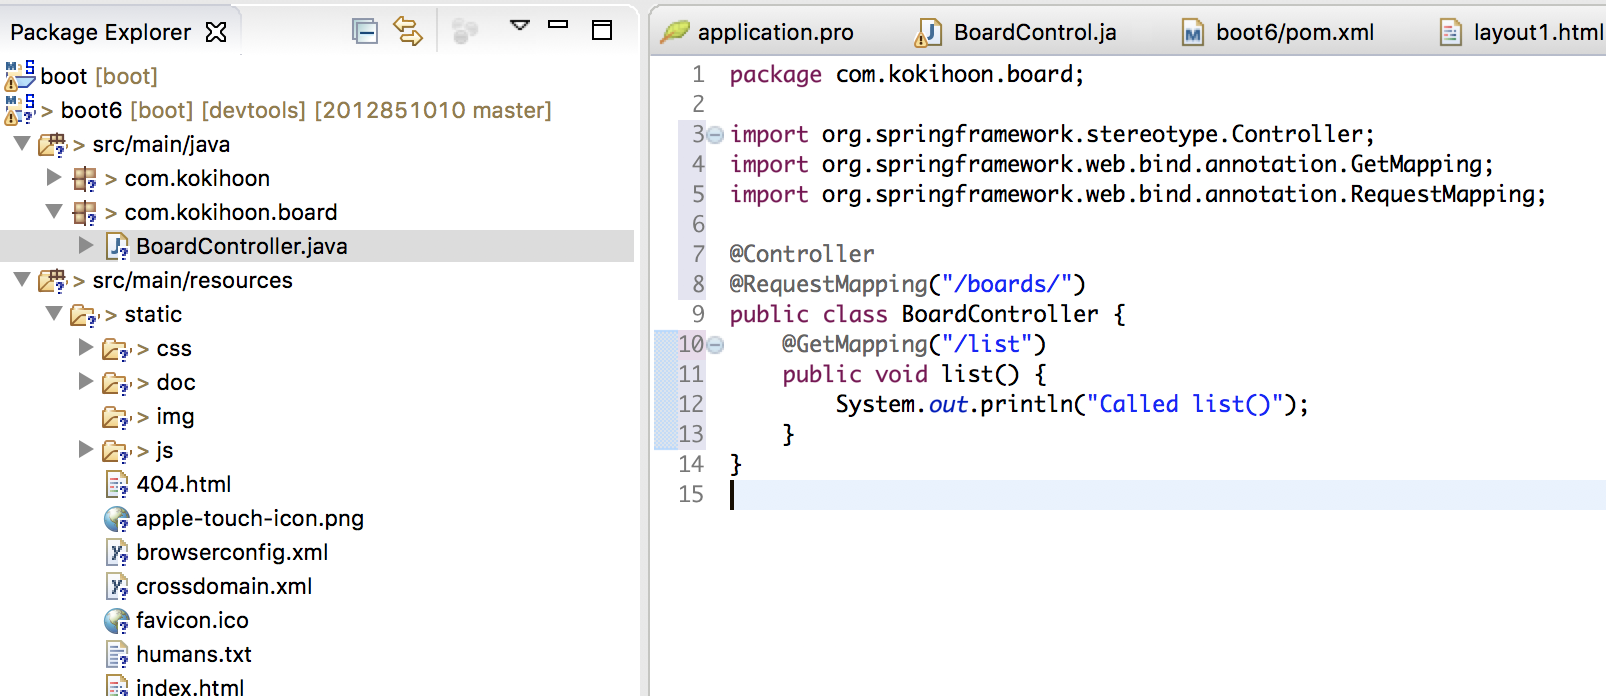 Package Explorer
boot [boot]
> boot6 [boot] [devtools] [2012851010 master]
> src/main/java
> com.kokihoon
> com.kokihoon.board
BoardController.java
> src/main/resources
> static
> css
> doc
> img
> js
404.html
apple-touch-icon.png
browserconfig.xml
crossdomain.xml
favicon.ico
humans.txt
index.html
application.pro
BoardControl.ja
boot6/pom.xml
layout1.html
1 package com.kokihoon.board;
2
3 import org.springframework.stereotype.Controller;
4 import org.springframework.web.bind.annotation.GetMapping;
5 import org.springframework.web.bind.annotation.RequestMapping;
6
7 @Controller
8 @RequestMapping("/boards/")
9 public class BoardController {
10 @GetMapping("/list")
11 public void list() {
12 System.out.println("Called list()");
13 }
14 }
15